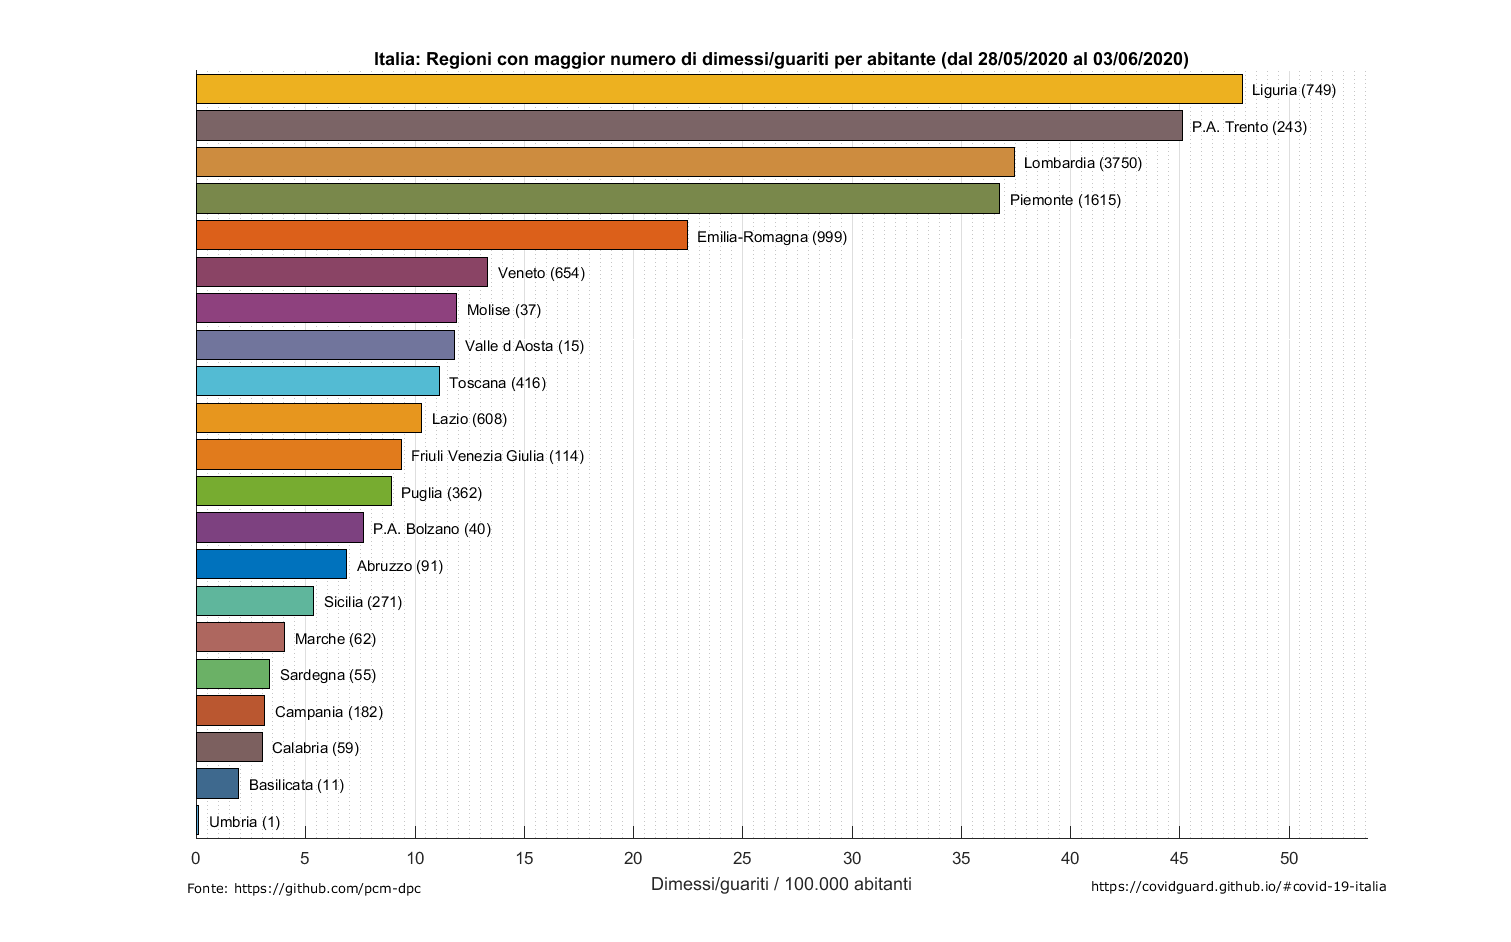 Italia: Regioni con maggior numero di dimessi/guariti per abitante (dal 28/05/2020 al 03/06/2020)
Liguria (749)
P.A. Trento (243)
Lombardia (3750)
Piemonte (1615)
Emilia-Romagna (999)
Veneto (654)
Molise (37)
Valle d Aosta (15)
Toscana (416)
Lazio (608)
Friuli Venezia Giulia (114)
Puglia (362)
P.A. Bolzano (40)
Abruzzo (91)
Sicilia (271)
Marche (62)
Sardegna (55)
Campania (182)
Calabria (59)
Basilicata (11)
Umbria (1)
0 5 10 15 20 25 30 35 40 45 50
Dimessi/guariti / 100.000 abitanti
Fonte: https://github.com/pcm-dpc
https://covidguard.github.io/#covid-19-italia